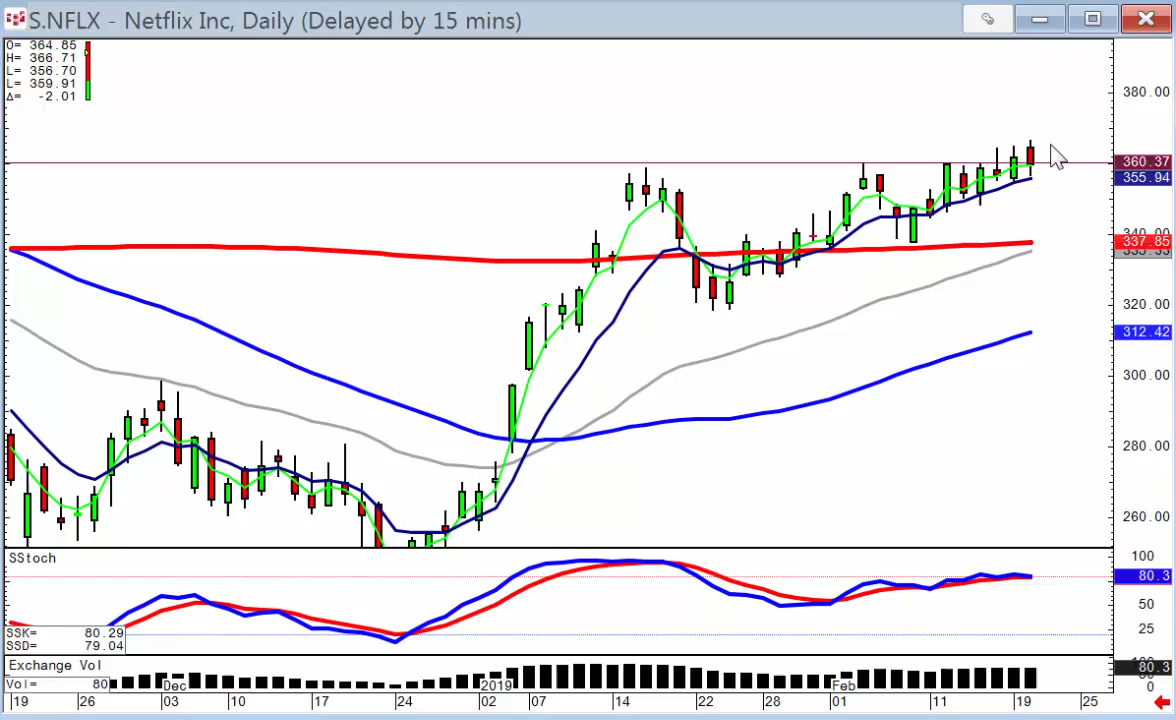 S.NFLX - Netflix Inc, Daily (Delayed by 15 mins)
O= 364.85
H= 366.71
L= 356.70
L= 359.91
Δ= -2.01
380.00
360.37
355.94
340.00
337.85
320.00
312.42
300.00
280.00
260.00
SStoch
100
80.3
50
25
SSK= 80.29
SSD= 79.04
Exchange Vol
80.3
0
Vol= 80
Dec
2019
Feb
19
26
03
10
17
24
02
07
14
22
28
01
11
19
25